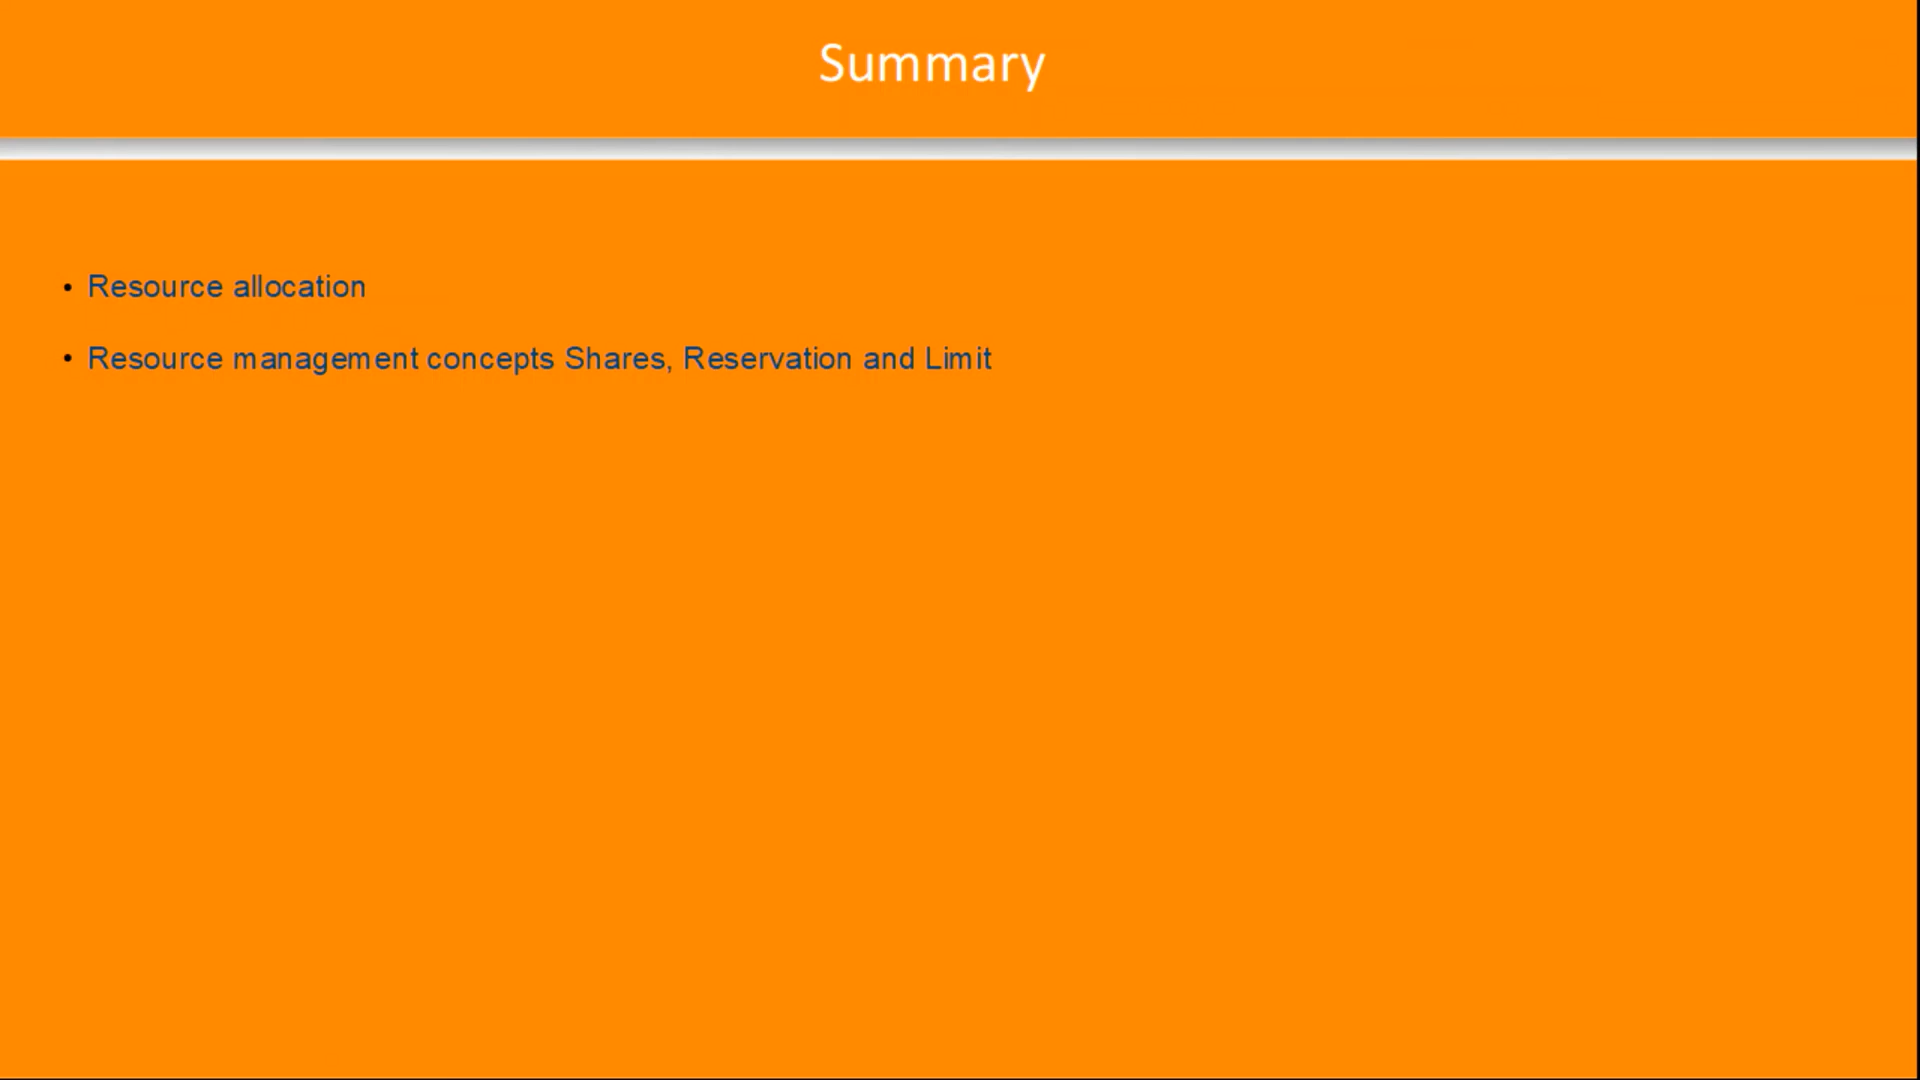 Summary
• Resource allocation
• Resource management concepts Shares, Reservation and Limit